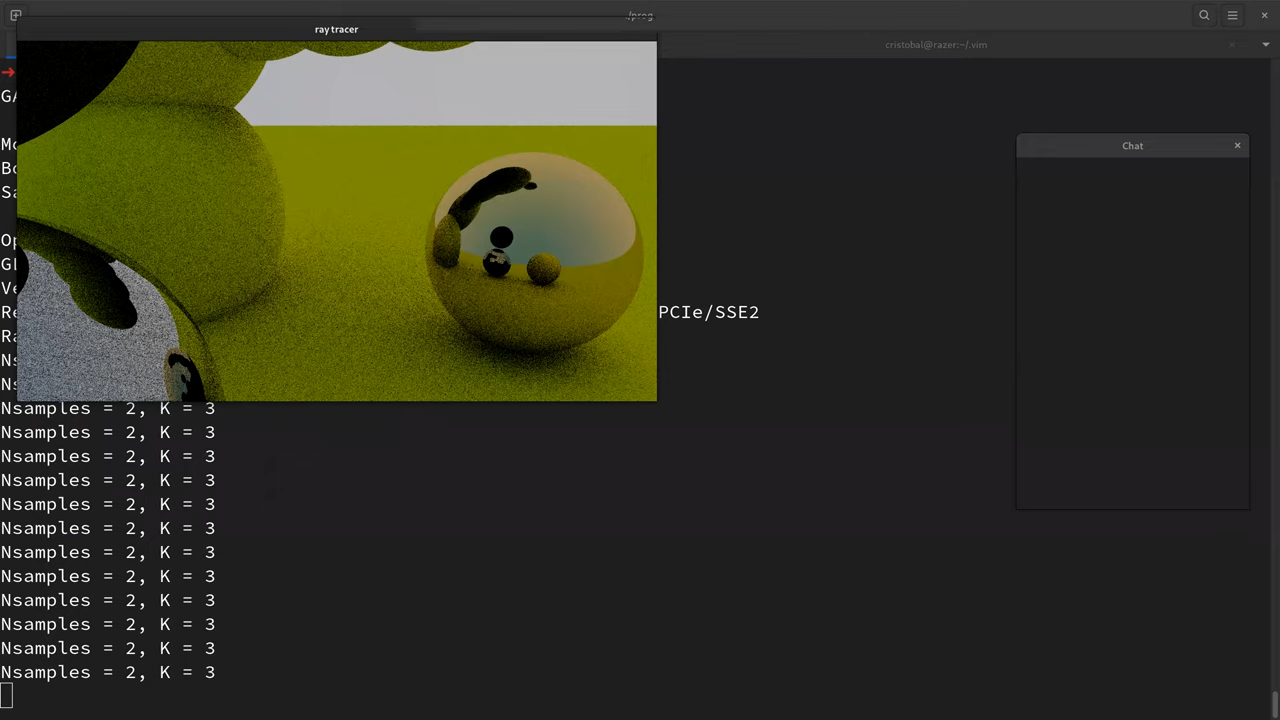 /prog
ray tracer
cristobal@razer:~/.vim
Chat
PCIe/SSE2
Nsamples = 2, K = 3
Nsamples = 2, K = 3
Nsamples = 2, K = 3
Nsamples = 2, K = 3
Nsamples = 2, K = 3
Nsamples = 2, K = 3
Nsamples = 2, K = 3
Nsamples = 2, K = 3
Nsamples = 2, K = 3
Nsamples = 2, K = 3
Nsamples = 2, K = 3
Nsamples = 2, K = 3